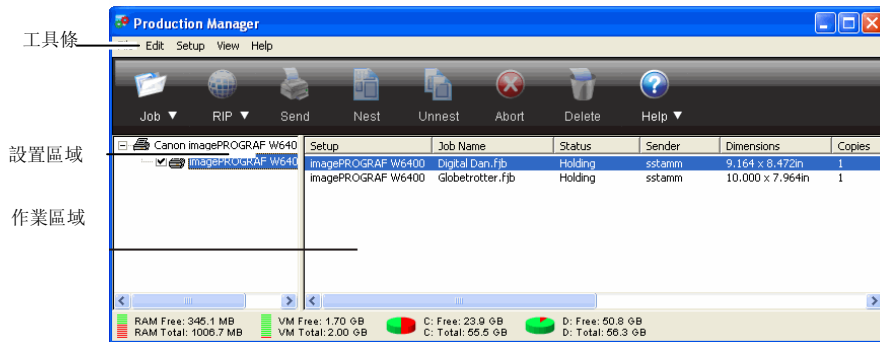 Production Manager
工具條
Edit Setup View Help
Job RIP Send Nest Unnest Abort Delete Help
設置區域
Canon imagePROGRAF W640
imagePROGRAF W640
Setup Job Name Status Sender Dimensions Copies
imagePROGRAF W6400 Digital Dan.fjb Holding sstamm 9.164 x 8.472in 1
imagePROGRAF W6400 Globetrotter.fjb Holding sstamm 10.000 x 7.964in 1
作業區域
RAM Free: 345.1 MB VM Free: 1.70 GB C: Free: 23.9 GB D: Free: 50.8 GB
RAM Total: 1006.7 MB VM Total: 2.00 GB C: Total: 55.5 GB D: Total: 56.3 GB